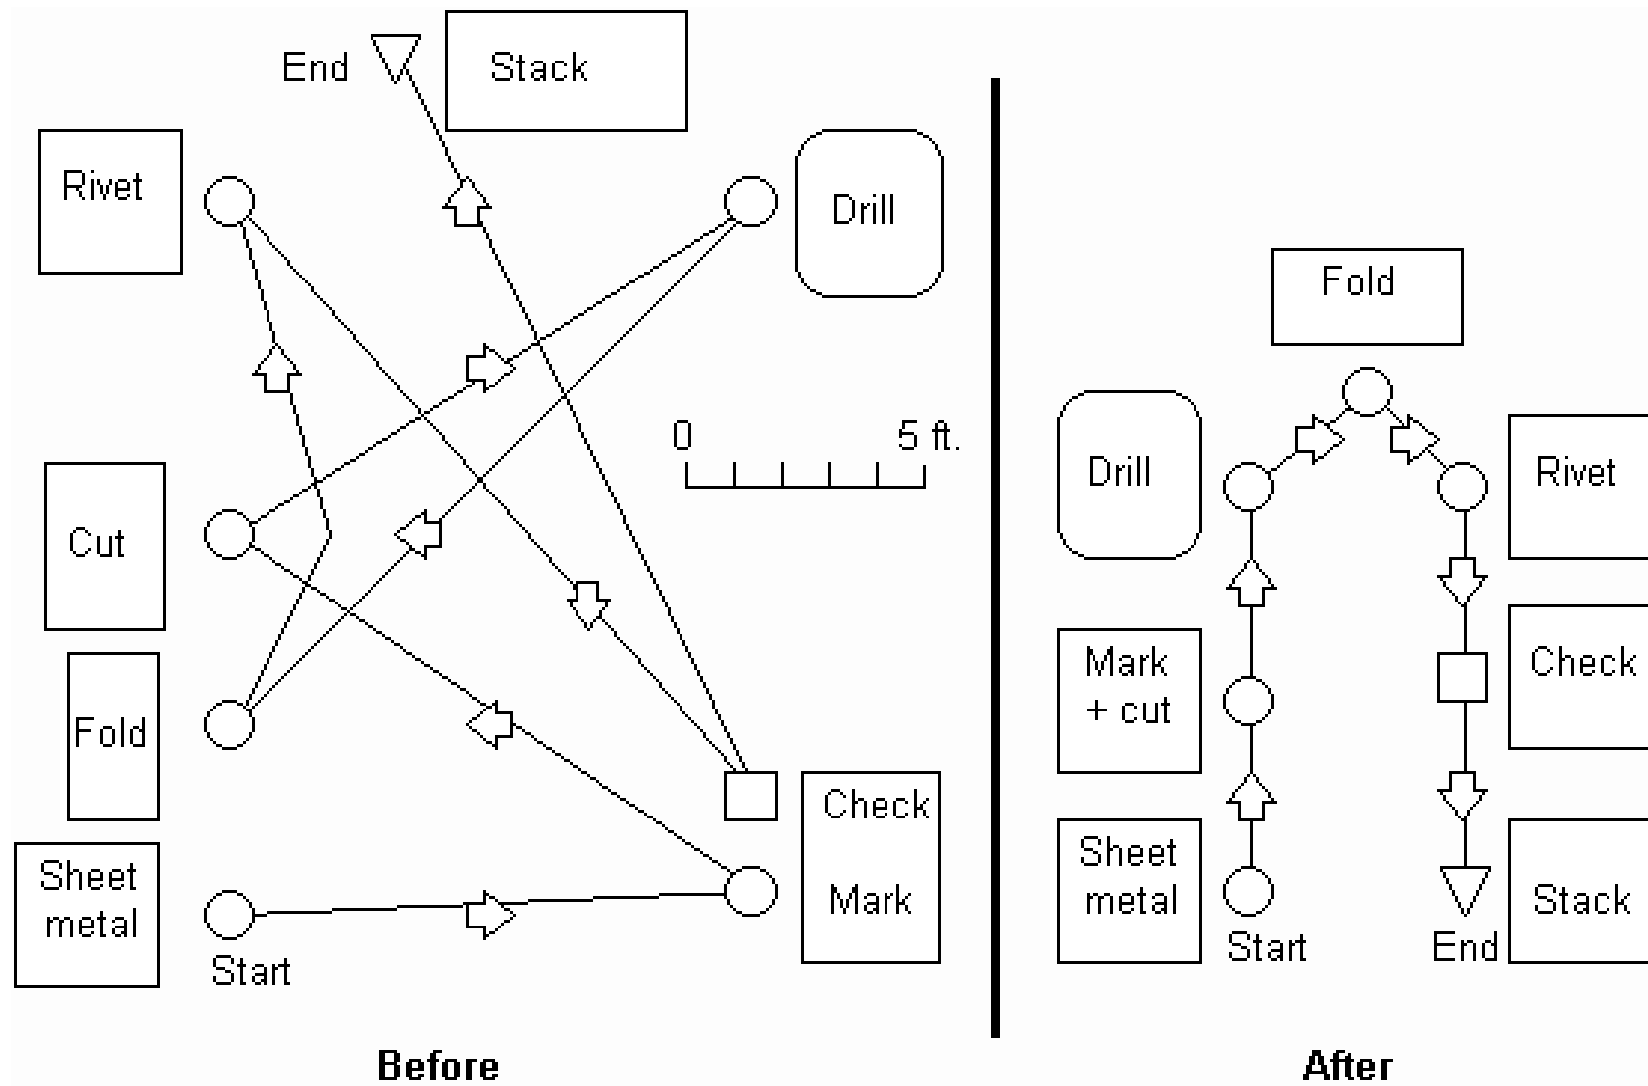 End
Stack
Rivet
Drill
0
5 ft.
Cut
Fold
Check
Mark
Sheet
metal
Start
Before
Fold
Drill
Rivet
Mark
+ cut
Check
Sheet
metal
Start
End
Stack
After